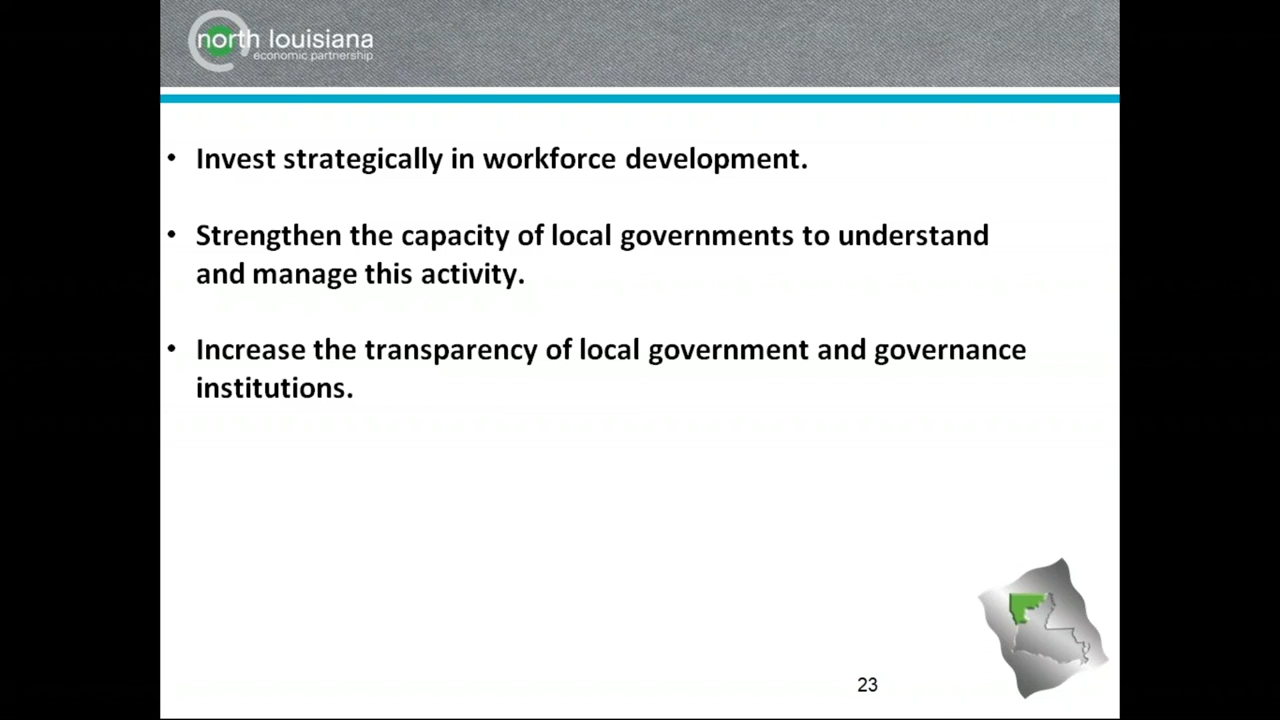 north louisiana
economic partnership
• Invest strategically in workforce development.
• Strengthen the capacity of local governments to understand
and manage this activity.
• Increase the transparency of local government and governance
institutions.
23